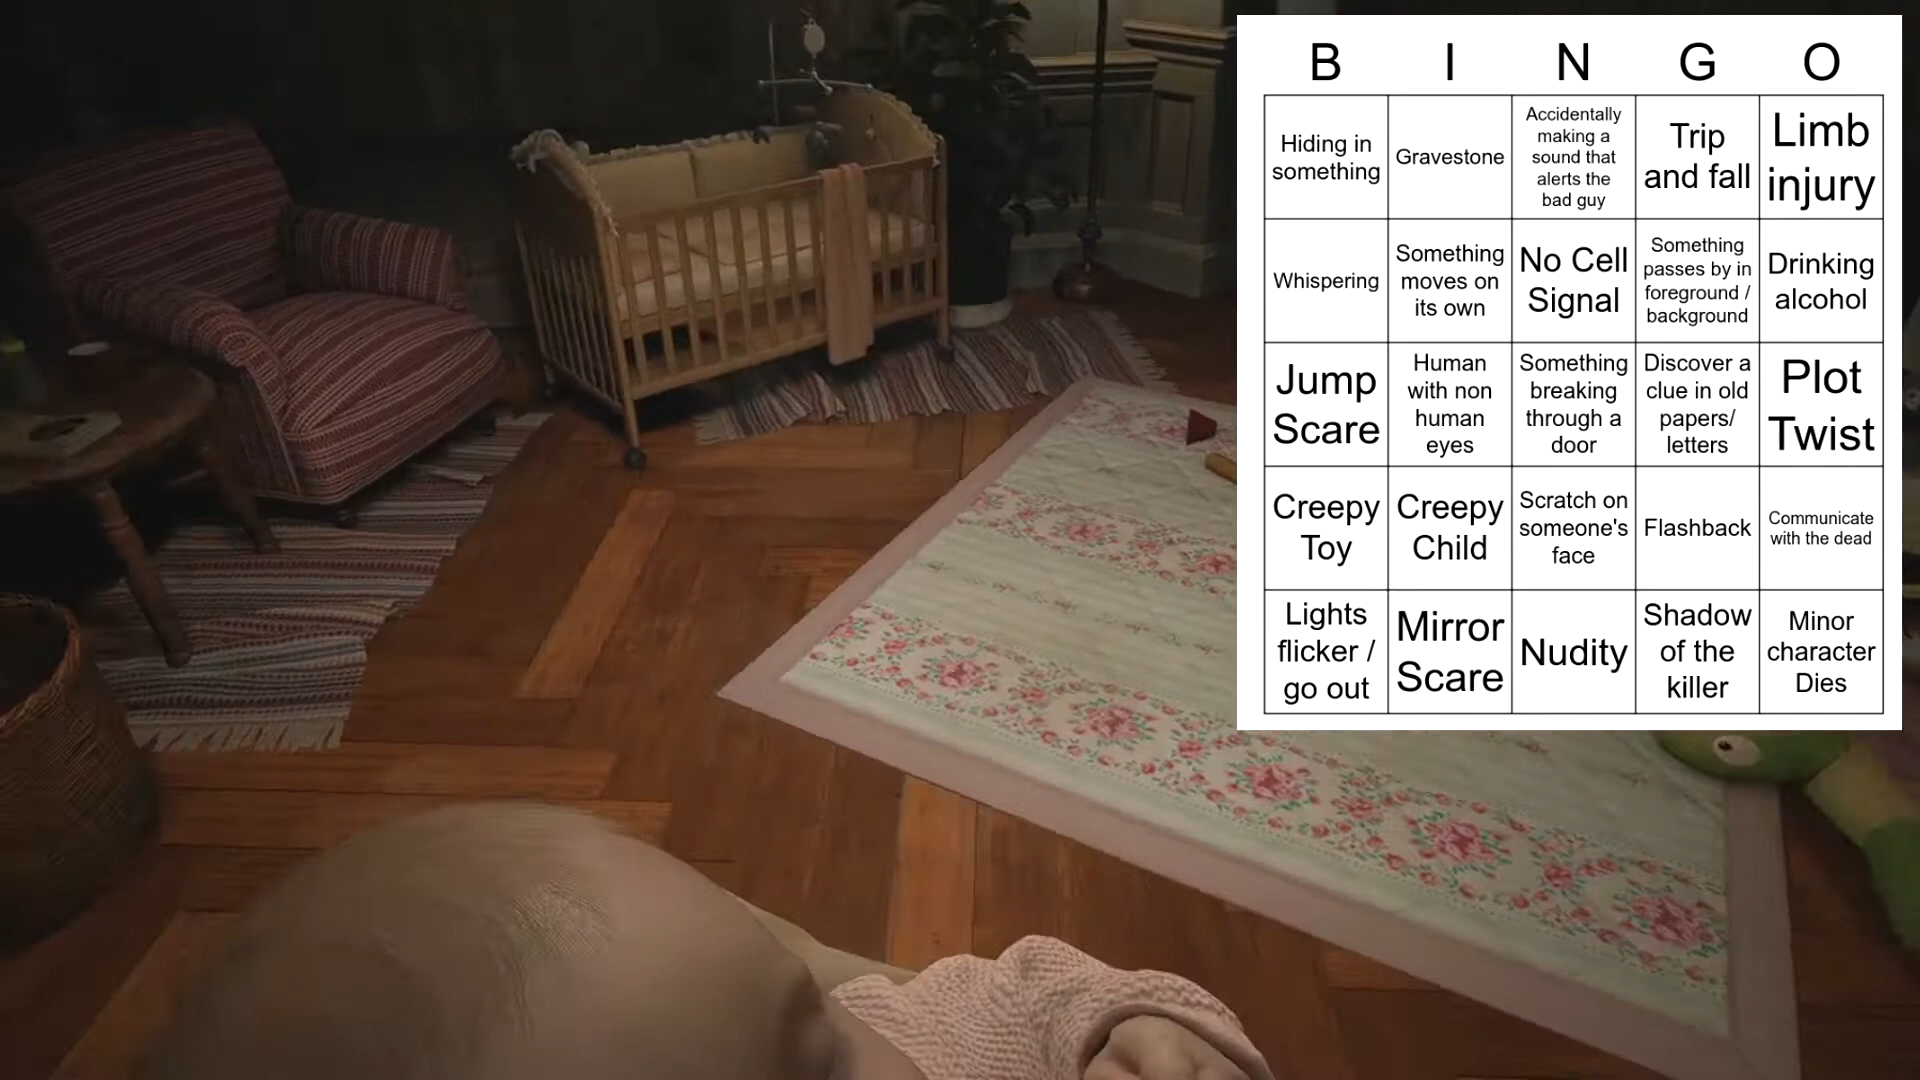 B I N G O
Hiding in
something
Gravestone
Accidentally
making a
sound that
alerts the
bad guy
Trip
and fall
Limb
injury
Whispering
Something
moves on
its own
No Cell
Signal
Something
passes by in
foreground /
background
Drinking
alcohol
Jump
Scare
Human
with non
human
eyes
Something
breaking
through a
door
Discover a
clue in old
papers/
letters
Plot
Twist
Creepy
Toy
Creepy
Child
Scratch on
someone's
face
Flashback
Communicate
with the dead
Lights
flicker /
go out
Mirror
Scare
Nudity
Shadow
of the
killer
Minor
character
Dies